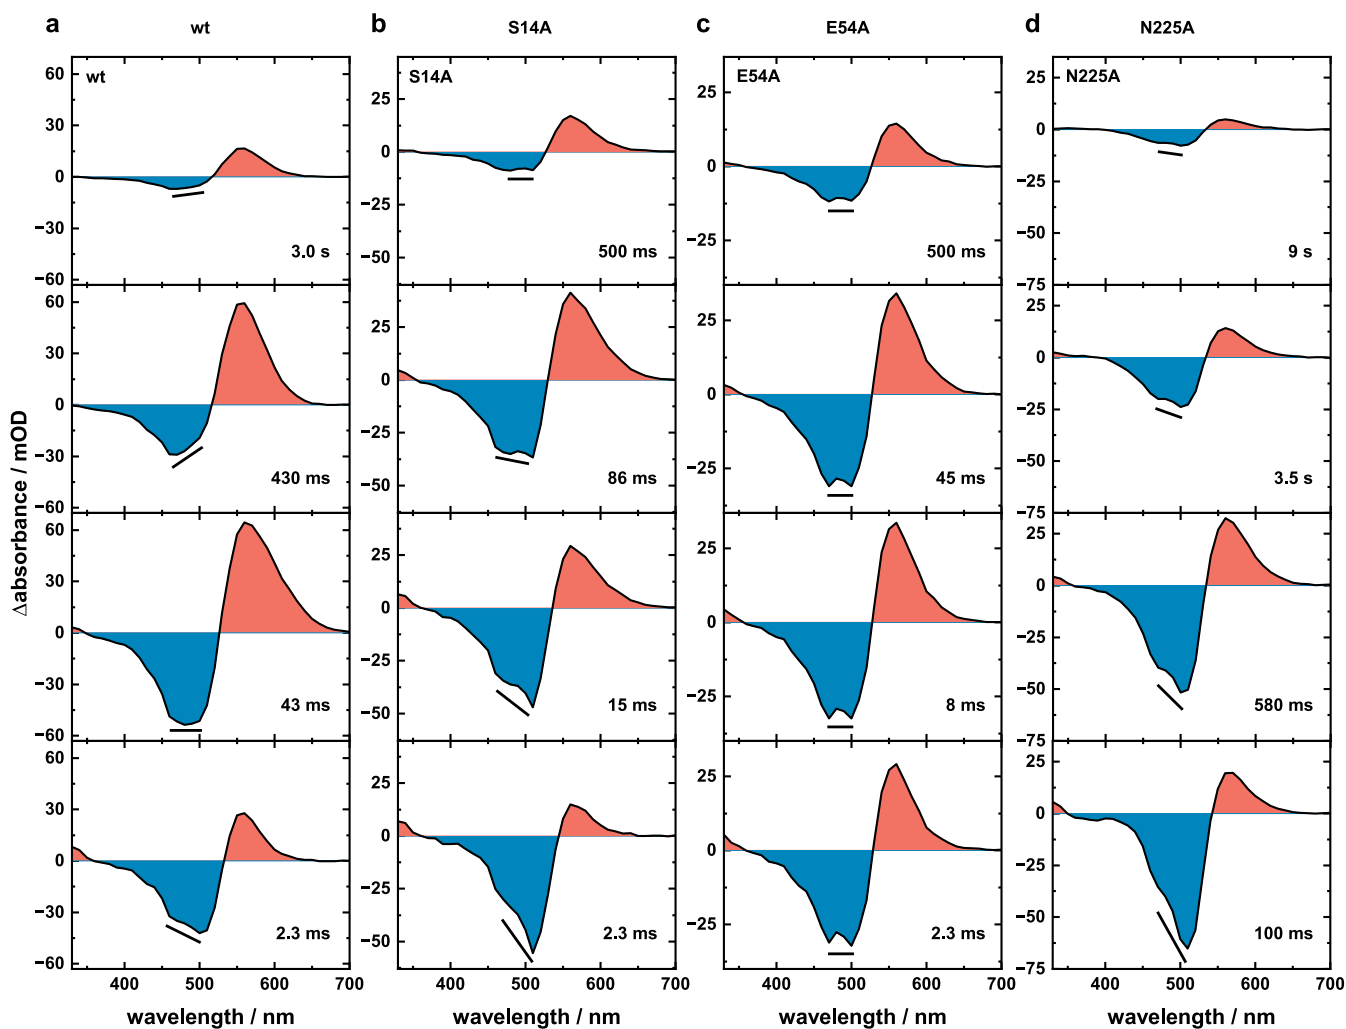 a wt b S14A c E54A d N225A
wt S14A E54A N225A
60 30 0 −30 −60
25 0 −25 −50
25 0 −25
25 0 −25 −50 −75
3.0 s 500 ms 500 ms 9 s
60 30 0 −30 −60
25 0 −25 −50
25 0 −25
25 0 −25 −50 −75
430 ms 86 ms 45 ms 3.5 s
Δabsorbance / mOD
60 30 0 −30 −60
25 0 −25 −50
25 0 −25
25 0 −25 −50 −75
43 ms 15 ms 8 ms 580 ms
60 30 0 −30 −60
25 0 −25 −50
25 0 −25
25 0 −25 −50 −75
2.3 ms 2.3 ms 2.3 ms 100 ms
400 500 600 700 400 500 600 700 400 500 600 700 400 500 600 700
wavelength / nm wavelength / nm wavelength / nm wavelength / nm